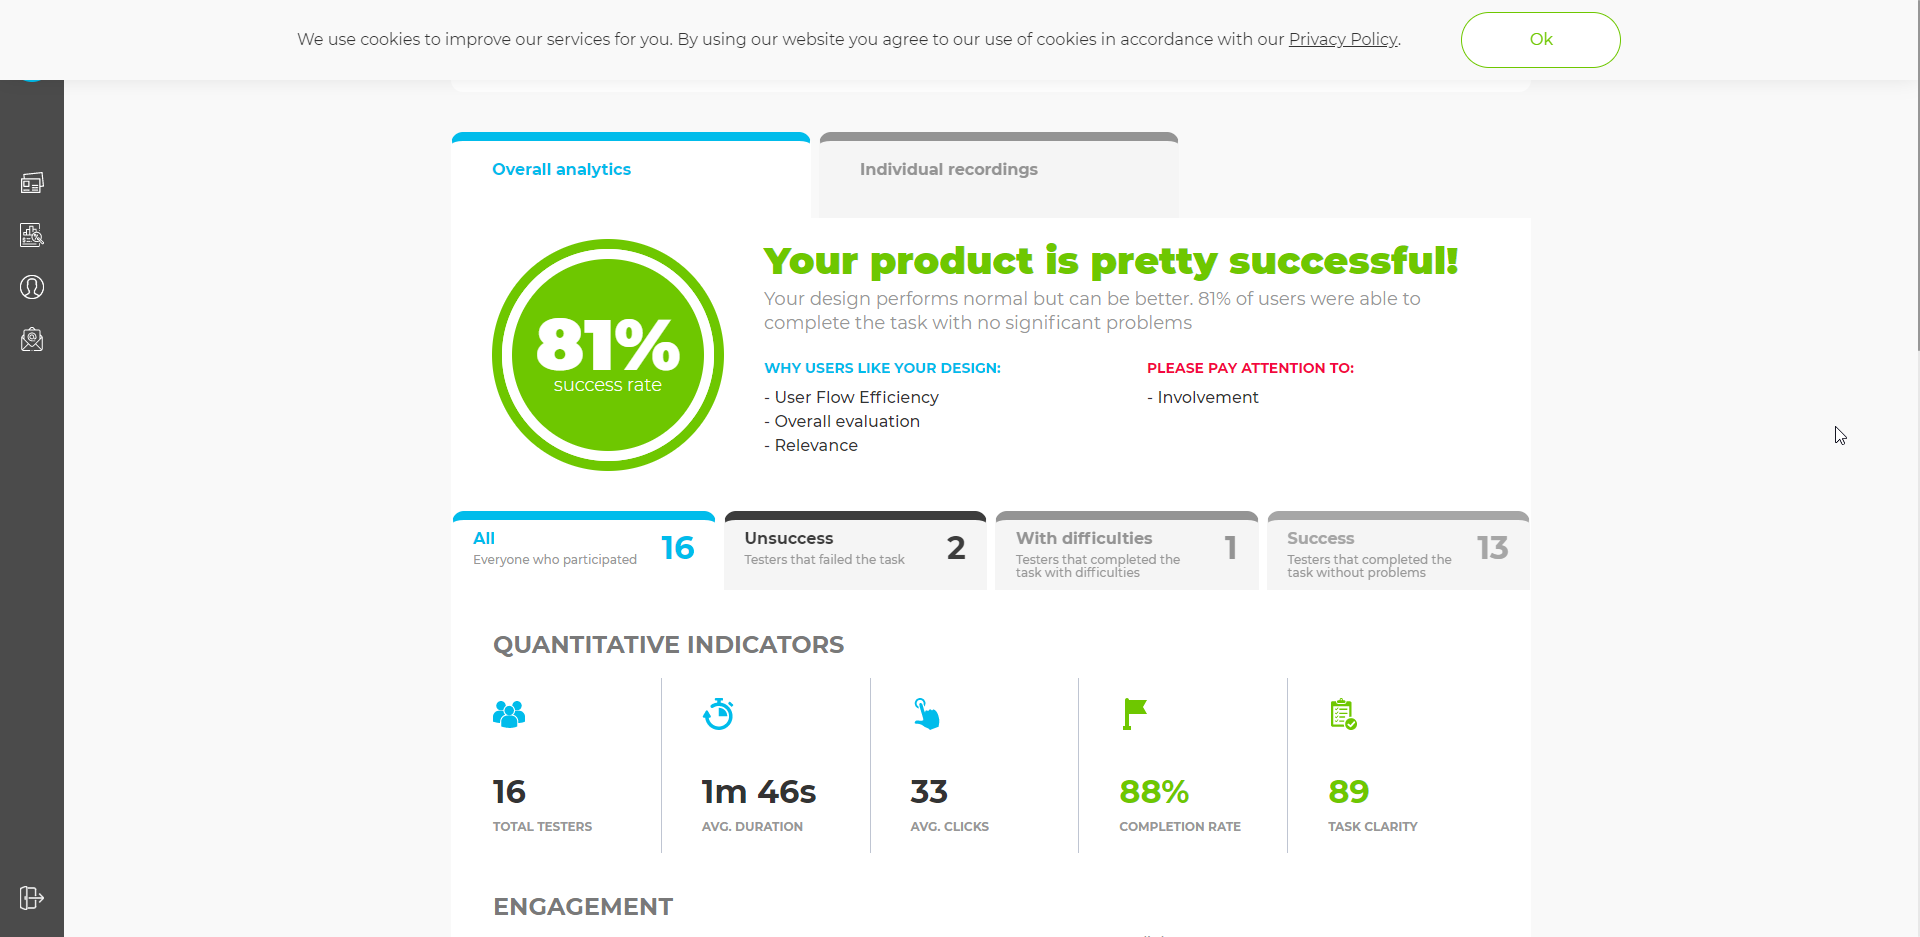 We use cookies to improve our services for you. By using our website you agree to our use of cookies in accordance with our Privacy Policy.
Ok
Overall analytics
Individual recordings
81%
success rate
Your product is pretty successful!
Your design performs normal but can be better. 81% of users were able to
complete the task with no significant problems
WHY USERS LIKE YOUR DESIGN:
- User Flow Efficiency
- Overall evaluation
- Relevance
PLEASE PAY ATTENTION TO:
- Involvement
All
Everyone who participated
16
Unsuccess
Testers that failed the task
2
With difficulties
Testers that completed the
task with difficulties
1
Success
Testers that completed the
task without problems
13
QUANTITATIVE INDICATORS
16
TOTAL TESTERS
1m 46s
AVG. DURATION
33
AVG. CLICKS
88%
COMPLETION RATE
89
TASK CLARITY
ENGAGEMENT